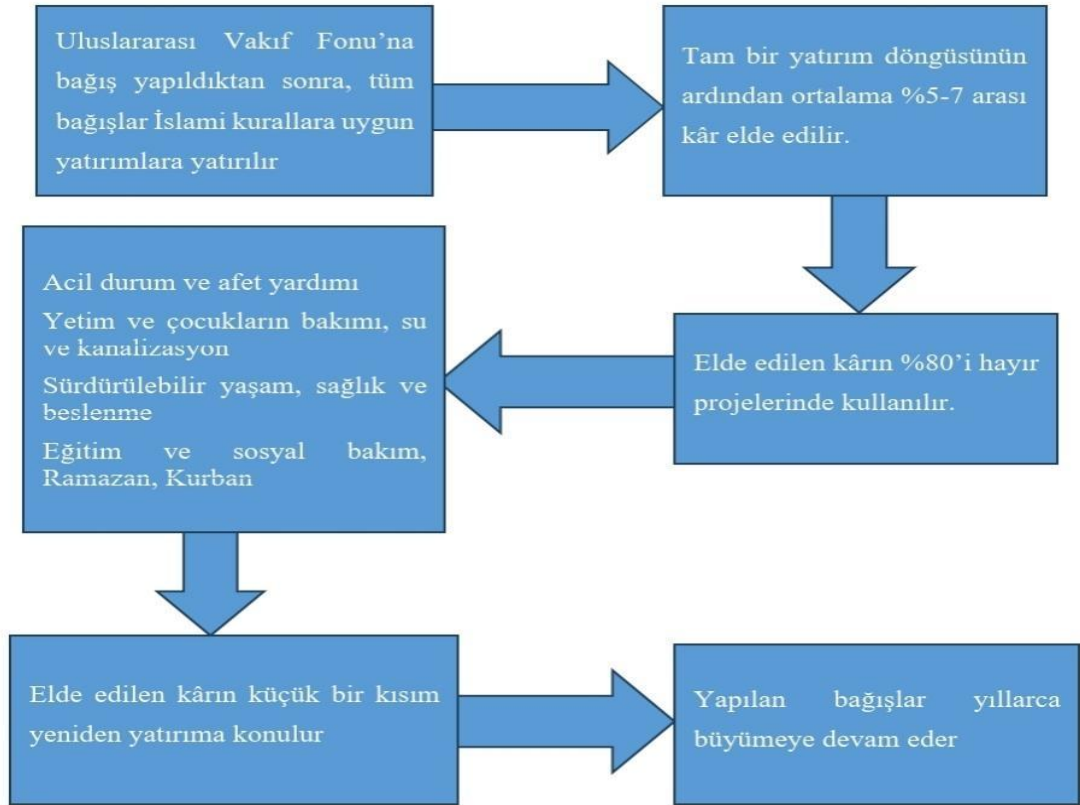 Uluslararası Vakıf Fonu’na
bağış yapıldıktan sonra, tüm
bağışlar İslami kurallara uygun
yatırımlara yatırılır
Tam bir yatırım döngüsünün
ardından ortalama %5-7 arası
kâr elde edilir.
Elde edilen kârın %80’i hayır
projelerinde kullanılır.
Acil durum ve afet yardımı
Yetim ve çocukların bakımı, su
ve kanalizasyon
Sürdürülebilir yaşam, sağlık ve
beslenme
Eğitim ve sosyal bakım,
Ramazan, Kurban
Elde edilen kârın küçük bir kısım
yeniden yatırıma konulur
Yapılan bağışlar yıllarca
büyümeye devam eder